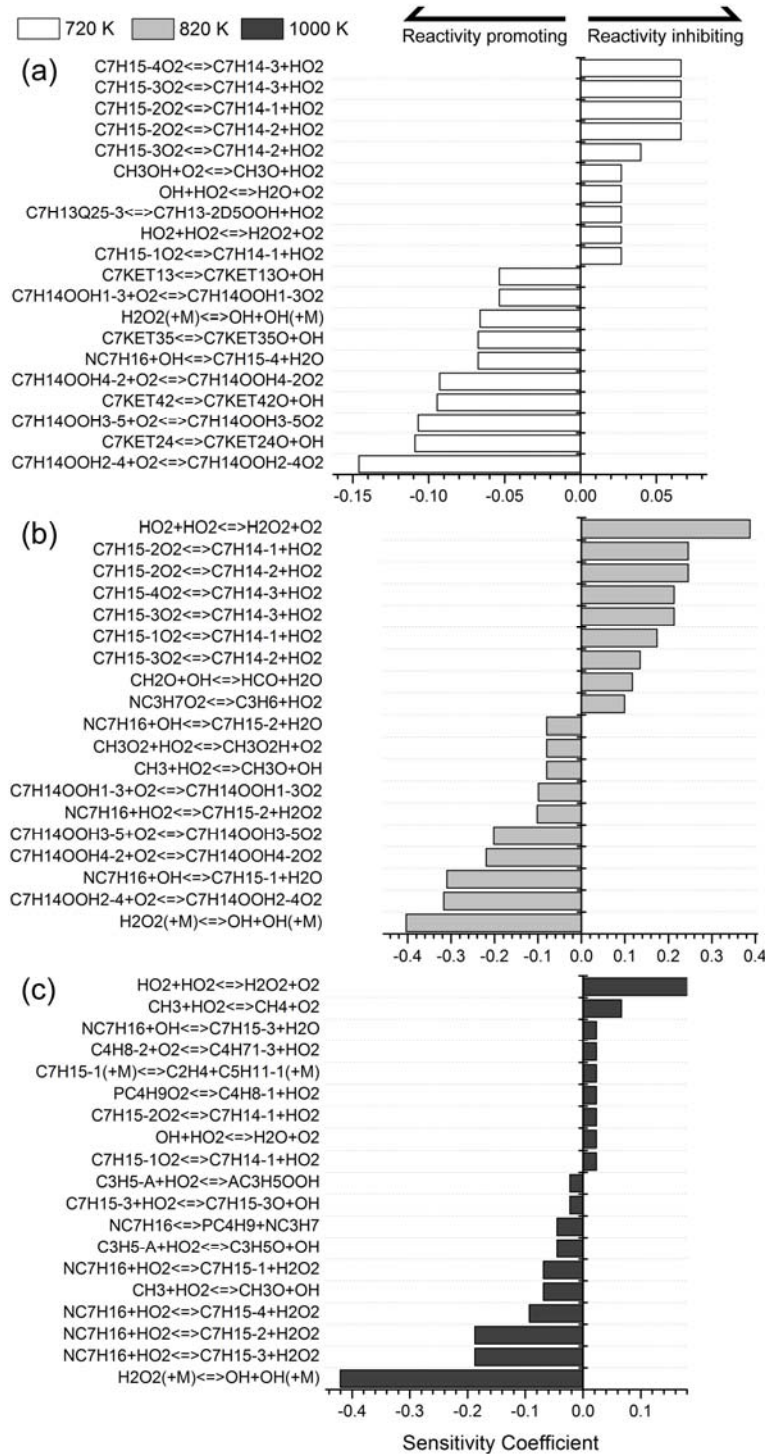 720 K 820 K 1000 K
Reactivity promoting Reactivity inhibiting
(a)
C7H15-4O2<=>C7H14-3+HO2
C7H15-3O2<=>C7H14-3+HO2
C7H15-2O2<=>C7H14-1+HO2
C7H15-2O2<=>C7H14-2+HO2
C7H15-3O2<=>C7H14-2+HO2
CH3OH+O2<=>CH3O+HO2
OH+HO2<=>H2O+O2
C7H13Q25-3<=>C7H13-2D5OOH+HO2
HO2+HO2<=>H2O2+O2
C7H15-1O2<=>C7H14-1+HO2
C7KET13<=>C7KET13O+OH
C7H14OOH1-3+O2<=>C7H14OOH1-3O2
H2O2(+M)<=>OH+OH(+M)
C7KET35<=>C7KET35O+OH
NC7H16+OH<=>C7H15-4+H2O
C7H14OOH4-2+O2<=>C7H14OOH4-2O2
C7KET42<=>C7KET42O+OH
C7H14OOH3-5+O2<=>C7H14OOH3-5O2
C7KET24<=>C7KET24O+OH
C7H14OOH2-4+O2<=>C7H14OOH2-4O2
-0.15 -0.10 -0.05 0.00 0.05
(b)
HO2+HO2<=>H2O2+O2
C7H15-2O2<=>C7H14-1+HO2
C7H15-2O2<=>C7H14-2+HO2
C7H15-4O2<=>C7H14-3+HO2
C7H15-3O2<=>C7H14-3+HO2
C7H15-1O2<=>C7H14-1+HO2
C7H15-3O2<=>C7H14-2+HO2
CH2O+OH<=>HCO+H2O
NC3H7O2<=>C3H6+HO2
NC7H16+OH<=>C7H15-2+H2O
CH3O2+HO2<=>CH3O2H+O2
CH3+HO2<=>CH3O+OH
C7H14OOH1-3+O2<=>C7H14OOH1-3O2
NC7H16+HO2<=>C7H15-2+H2O2
C7H14OOH3-5+O2<=>C7H14OOH3-5O2
C7H14OOH4-2+O2<=>C7H14OOH4-2O2
NC7H16+OH<=>C7H15-1+H2O
C7H14OOH2-4+O2<=>C7H14OOH2-4O2
H2O2(+M)<=>OH+OH(+M)
-0.4 -0.3 -0.2 -0.1 0.0 0.1 0.2 0.3 0.4
(c)
HO2+HO2<=>H2O2+O2
CH3+HO2<=>CH4+O2
NC7H16+OH<=>C7H15-3+H2O
C4H8-2+O2<=>C4H71-3+HO2
C7H15-1(+M)<=>C2H4+C5H11-1(+M)
PC4H9O2<=>C4H8-1+HO2
C7H15-2O2<=>C7H14-1+HO2
OH+HO2<=>H2O+O2
C7H15-1O2<=>C7H14-1+HO2
C3H5-A+HO2<=>AC3H5OOH
C7H15-3+HO2<=>C7H15-3O+OH
NC7H16<=>PC4H9+NC3H7
C3H5-A+HO2<=>C3H5O+OH
NC7H16+HO2<=>C7H15-1+H2O2
CH3+HO2<=>CH3O+OH
NC7H16+HO2<=>C7H15-4+H2O2
NC7H16+HO2<=>C7H15-2+H2O2
NC7H16+HO2<=>C7H15-3+H2O2
H2O2(+M)<=>OH+OH(+M)
-0.4 -0.3 -0.2 -0.1 0.0 0.1
Sensitivity Coefficient